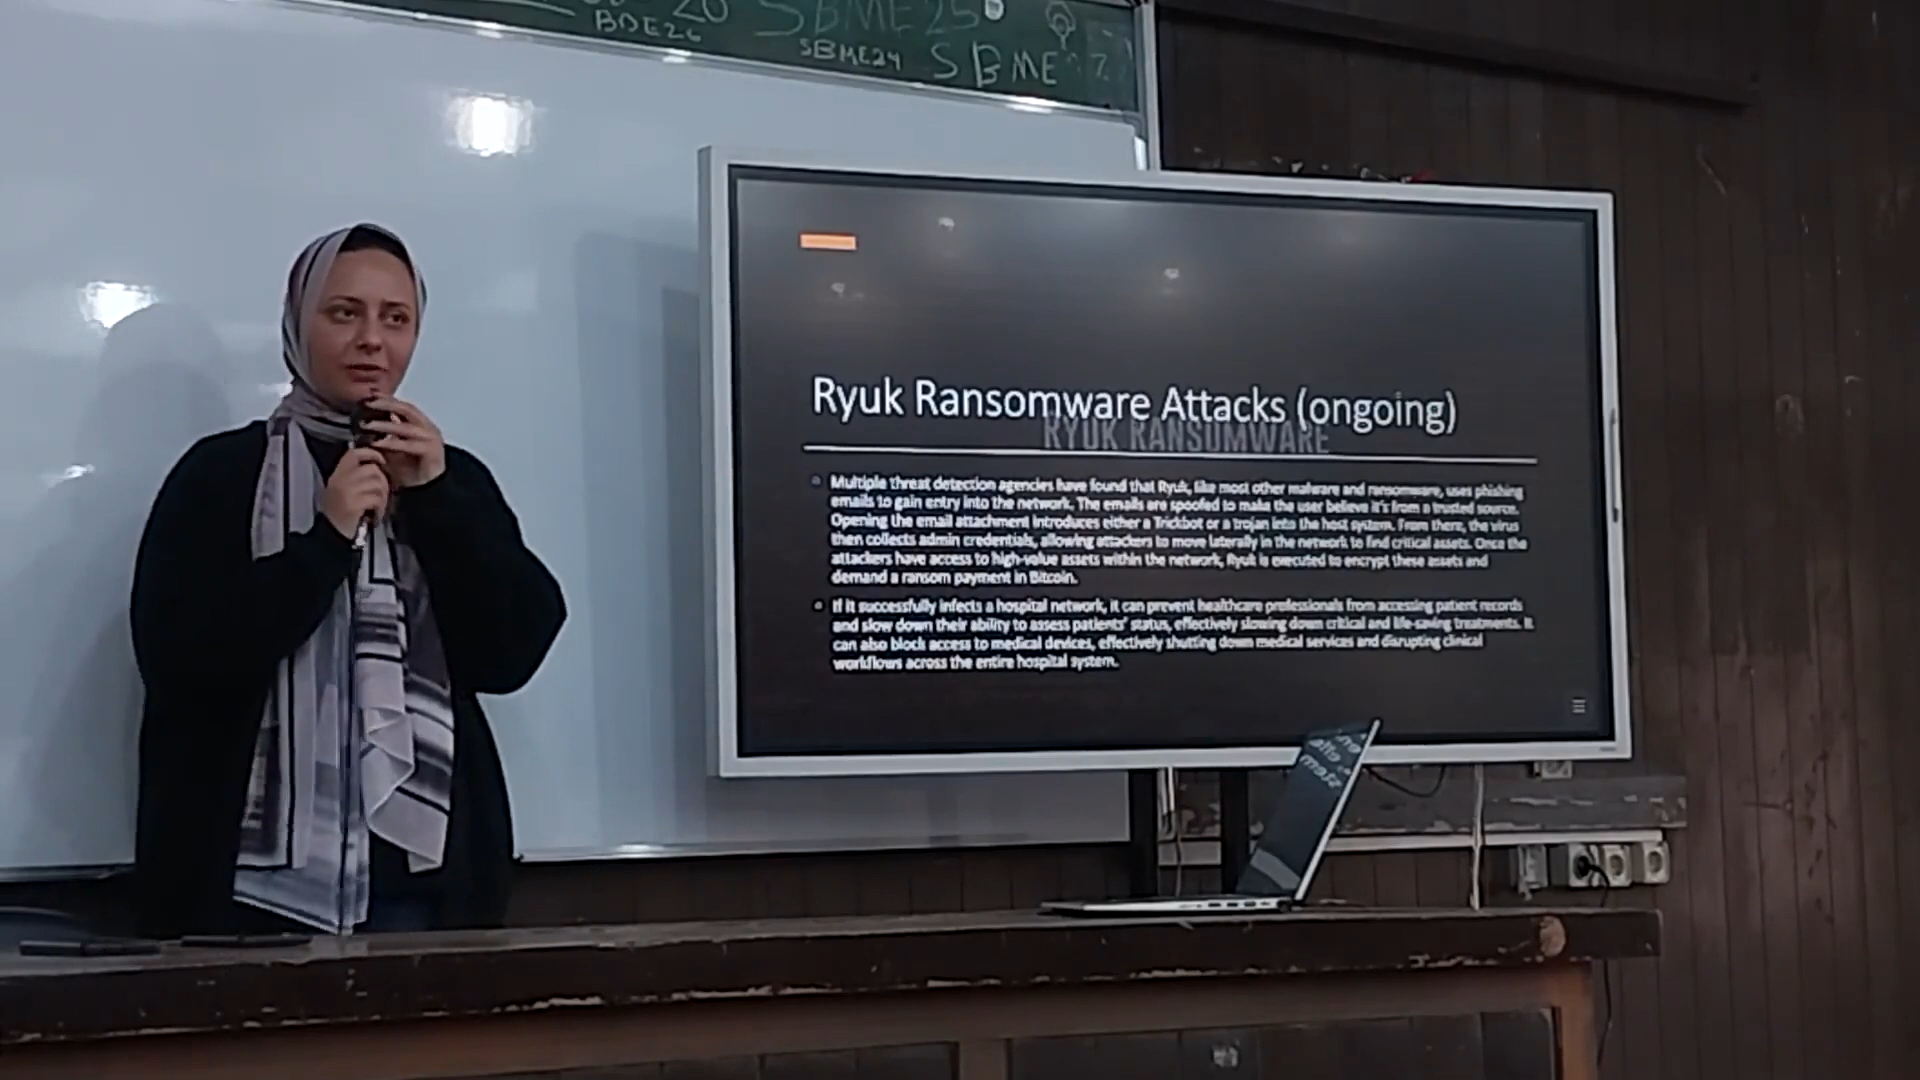 20
SBME25
BDE26
SBME24
SBME 7
Ryuk Ransomware Attacks (ongoing)
RYUK RANSOMWARE
Multiple threat detection agencies have found that Ryuk, like most other malware and ransomware, uses phishing
emails to gain entry into the network. The emails are spoofed to make the user believe it's from a trusted source.
Opening the email attachment introduces either a Trickbot or a trojan into the host system. From there, the virus
then collects admin credentials, allowing attackers to move laterally in the network to find critical assets. Once the
attackers have access to high-value assets within the network, Ryuk is executed to encrypt these assets and
demand a ransom payment in Bitcoin.
If it successfully infects a hospital network, it can prevent healthcare professionals from accessing patient records
and slow down their ability to assess patients' status, effectively slowing down critical and life-saving treatments. It
can also block access to medical devices, effectively shutting down medical services and disrupting clinical
workflows across the entire hospital system.